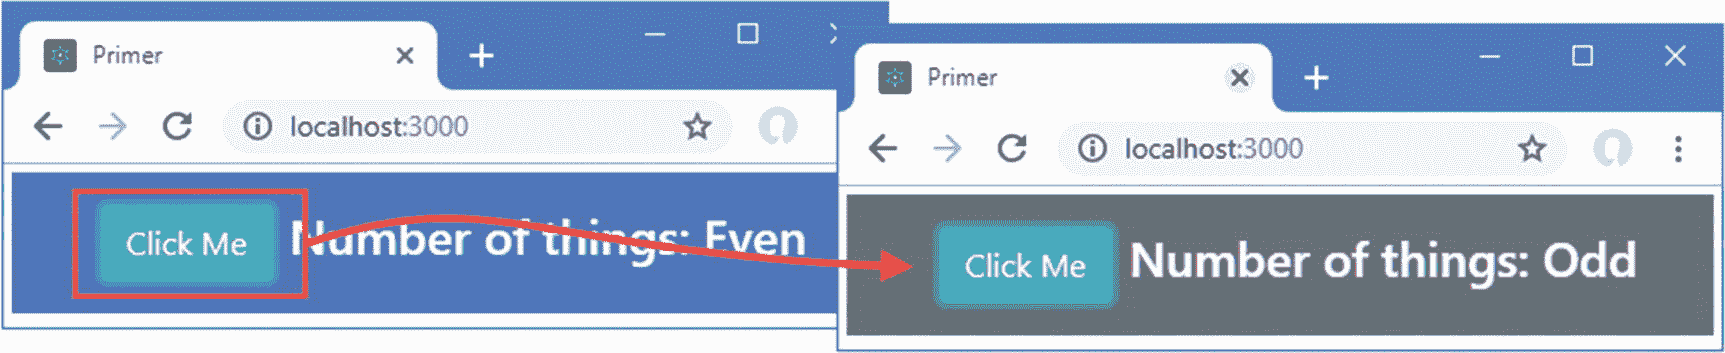 Primer
localhost:3000
Click Me Number of things: Even
Primer
localhost:3000
Click Me Number of things: Odd